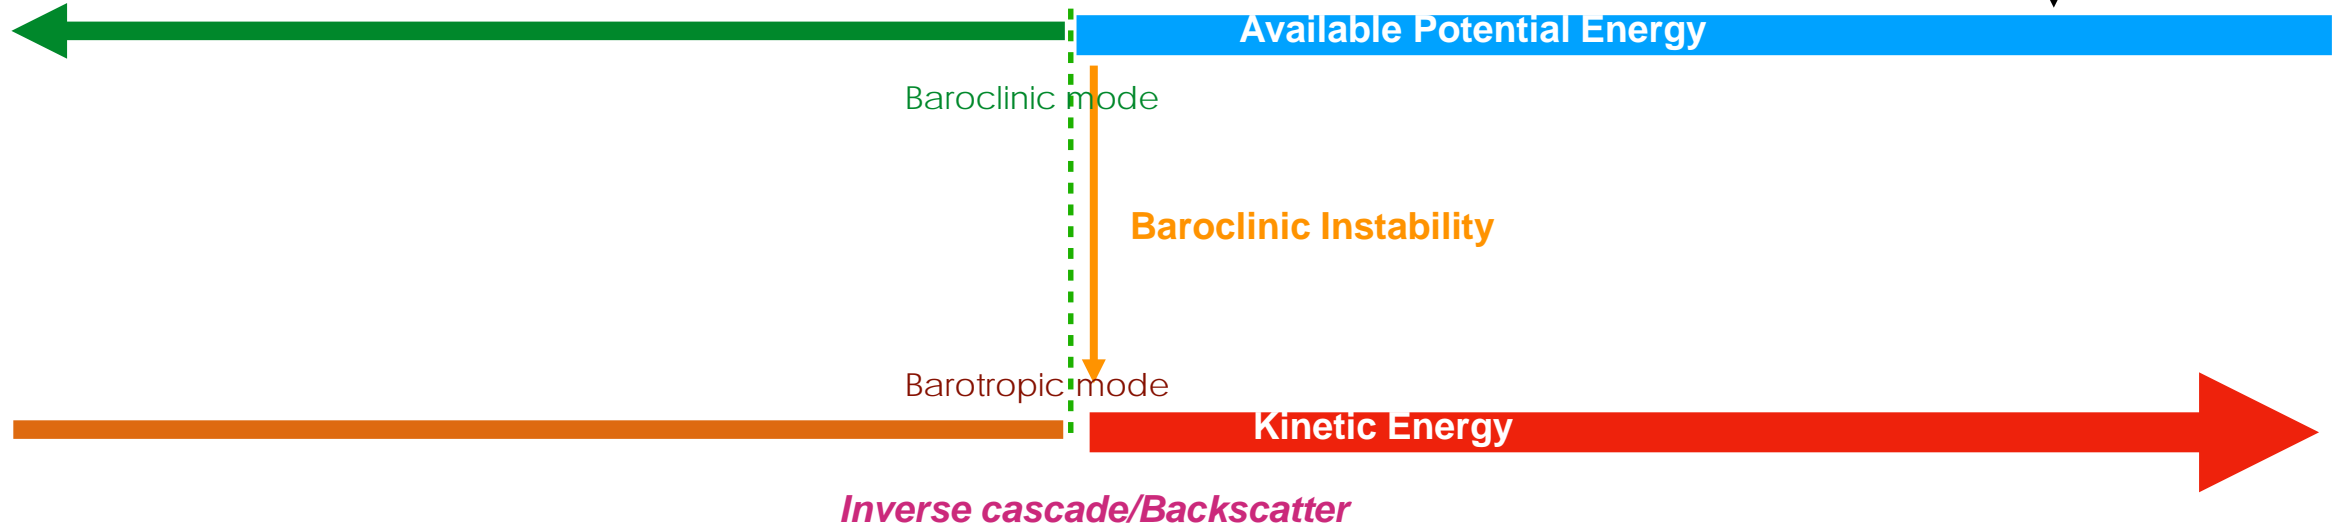 Available Potential Energy
Baroclinic mode
Baroclinic Instability
Barotropic mode
Kinetic Energy
Inverse cascade/Backscatter